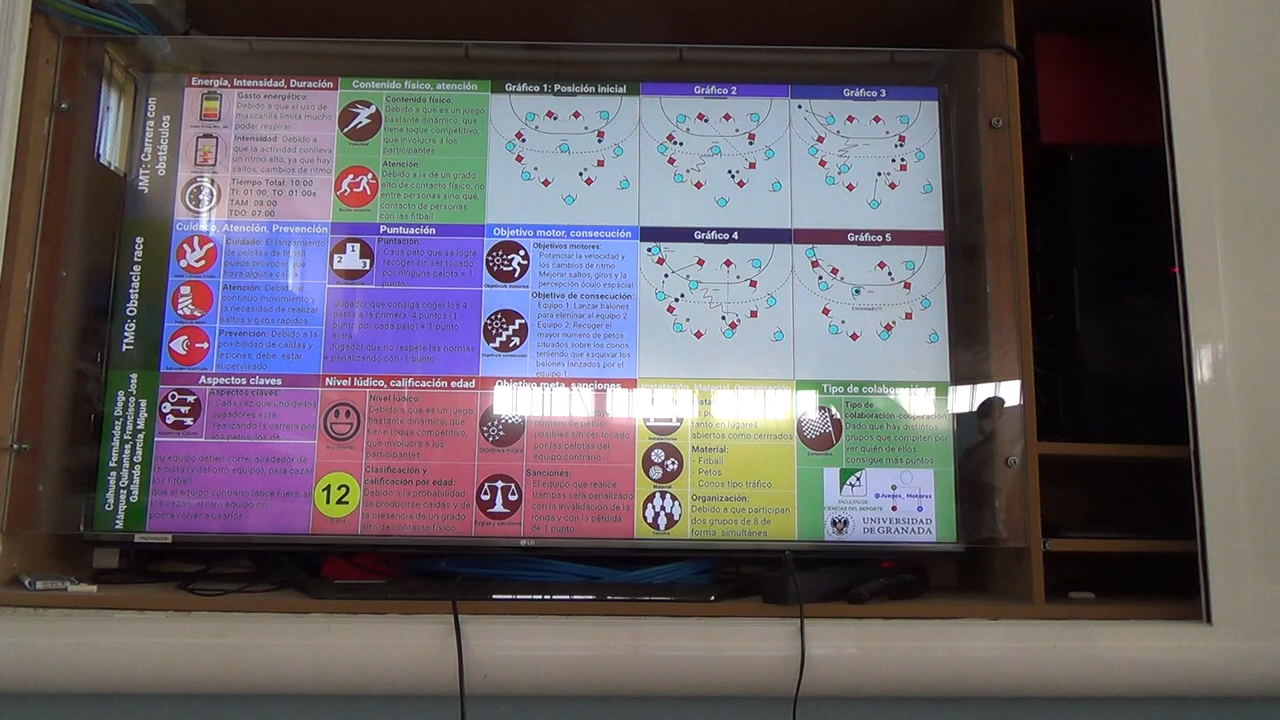 JMT: Carrera con
obstáculos
Energía, Intensidad, Duración
Gasto energético:
Debido a que el uso de
mascarilla limita mucho
poder respirar
Intensidad: Debido
a que la actividad conlleva
un ritmo alto, ya que hay
saltos, cambios de ritmo
Tiempo Total: 10:00
TI: 01:00, TO: 01:00s
TAM: 08:00
TDO: 07:00
Contenido físico, atención
Contenido físico:
Debido a que es un juego
bastante dinámico, que
tiene toque competitivo,
que involucra a los
participantes
Atención:
Debido a la de un grado
alto de contacto físico, no
entre personas sino que,
contacto de personas
con las fitball
Gráfico 1: Posición inicial
Gráfico 2
Gráfico 3
TMG: Obstacle race
Cuidado, Atención, Prevención
Cuidado: El lanzamiento
de pelotas de fitball
puede provocar que
haya alguna
Atención:
continuo movimiento y
la necesidad de realizar
saltos y giros rápidos
Prevención: Debido a la
posibilidad de caídas y
lesiones, debe estar
supervisado
Puntuación
Puntación:
- Cada peto que se logre
recoger sin ser tocado
por ninguna pelota = 1
punto
1
2
3
Jugador que consiga coger los 4
petos a la primera: 4 puntos (1
punto por cada peto) + 1 punto
extra
Jugador que no respete las normas
= penalizando con -1 punto
Objetivo motor, consecución
Objetivos motores:
- Potenciar la velocidad y
los cambios de ritmo.
- Mejorar saltos, giros y la
percepción óculo espacial
Objetivo de consecución:
- Equipo 1: Lanzar balones
para eliminar al equipo 2.
- Equipo 2: Recoger el
mayor número de petos
situados sobre los conos,
teniendo que esquivar los
balones lanzados por el
equipo 1
Gráfico 4
Gráfico 5
Eliminado!!!
Caihuela Fernández, Diego
Márquez Quirantes, Francisco José
Gallardo García, Miguel
Aspectos claves
Aspectos claves:
- Cada vez que uno de los
jugadores está
realizando la carrera por
los petos, los de
su equipo deben correr alrededor de
la pista (y el otro equipo), para cazar
los fitball
que el equipo contrario lance fuera, si
los cazan, el otro equipo no
podrá volver a usarlos
Nivel lúdico, calificación edad
Nivel lúdico:
Debido a que es un juego
bastante dinámico, que
tiene toque competitivo,
que involucra a los
participantes
12
Clasificación y
calificación por edad:
Debido a la probabilidad
de producirse caídas y de
la presencia de un grado
alto de contacto físico
Objetivo meta, sanciones
número de petos
posibles sin ser tocado
por las pelotas del
equipo contrario
Sanciones:
El equipo que realice
trampas será penalizado
con la invalidación de la
ronda y con la pérdida
de 1 punto
Instalación, Material, Organización
tanto en lugares
abiertos como cerrrados
Material:
- Fitball
- Petos
- Conos tipo tráfico
Organización:
Debido a que participan
dos grupos de 8 de
forma simultánea
Tipo de colaboración
Tipo de
colaboración-cooperación:
Dado que hay distintos
grupos que compiten por
ver quién de ellos
consigue más puntos.
FACULTAD DE
CIENCIAS DEL DEPORTE
@Juegos_Motores
UNIVERSIDAD
DE GRANADA
LG